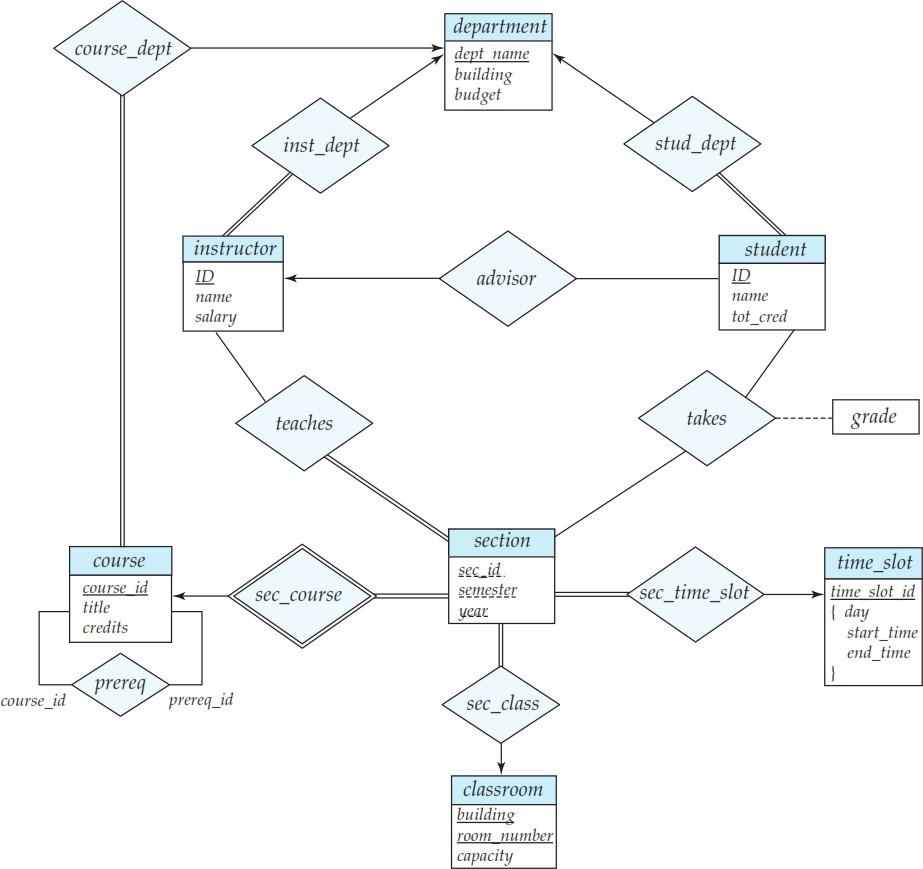 department
course_dept
dept_name
building
budget
inst_dept
stud_dept
instructor
ID
name
salary
advisor
student
ID
name
tot_cred
teaches
takes
grade
section
sec_id
semester
year
course
course_id
title
credits
sec_course
sec_time_slot
time_slot
time_slot_id
{ day
start_time
end_time
}
prereq
course_id
prereq_id
sec_class
classroom
building
room_number
capacity